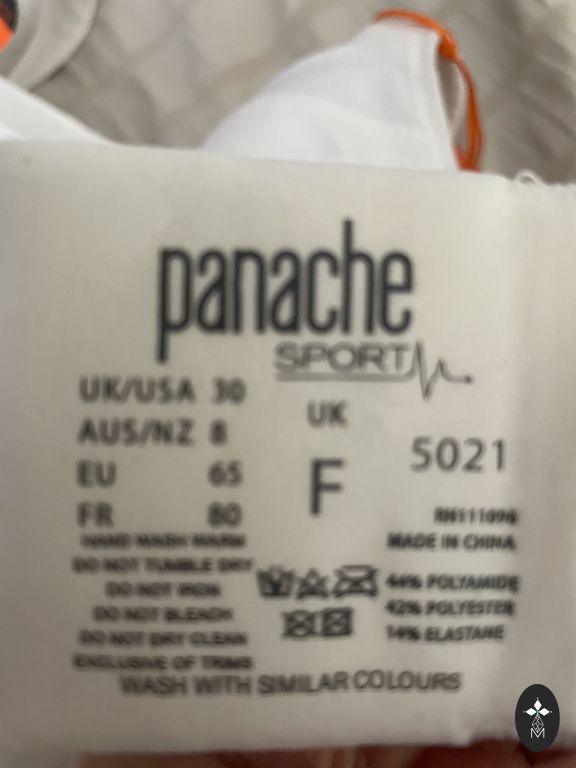 panache
SPORT
UK/USA 30
AUS/NZ 8
EU 65
FR 80
UK
F
5021
RN111096
MADE IN CHINA
HAND WASH WARM
DO NOT TUMBLE DRY
DO NOT IRON
DO NOT BLEACH
DO NOT DRY CLEAN
EXCLUSIVE OF TRIMS
44% POLYAMIDE
42% POLYESTER
14% ELASTANE
WASH WITH SIMILAR COLOURS
M